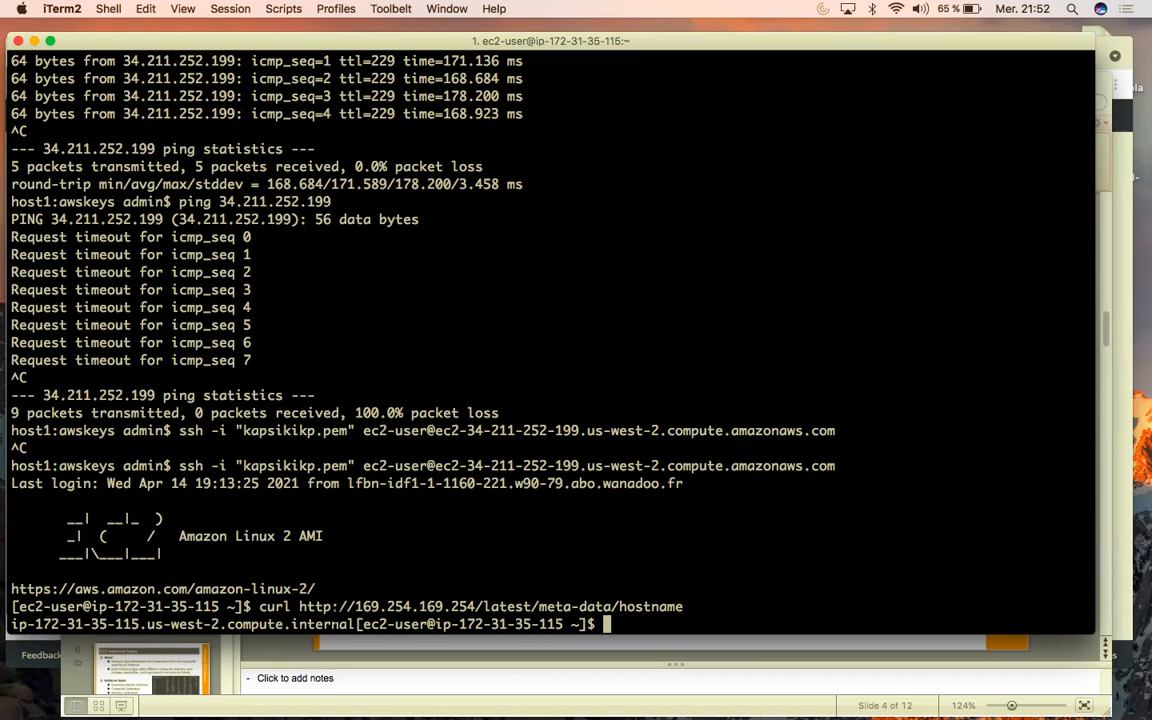 iTerm2 Shell Edit View Session Scripts Profiles Toolbelt Window Help 65 % Mer. 21:52
1. ec2-user@ip-172-31-35-115:~
64 bytes from 34.211.252.199: icmp_seq=1 ttl=229 time=171.136 ms
64 bytes from 34.211.252.199: icmp_seq=2 ttl=229 time=168.684 ms
64 bytes from 34.211.252.199: icmp_seq=3 ttl=229 time=178.200 ms
64 bytes from 34.211.252.199: icmp_seq=4 ttl=229 time=168.923 ms
^C
--- 34.211.252.199 ping statistics ---
5 packets transmitted, 5 packets received, 0.0% packet loss
round-trip min/avg/max/stddev = 168.684/171.589/178.200/3.458 ms
host1:awskeys admin$ ping 34.211.252.199
PING 34.211.252.199 (34.211.252.199): 56 data bytes
Request timeout for icmp_seq 0
Request timeout for icmp_seq 1
Request timeout for icmp_seq 2
Request timeout for icmp_seq 3
Request timeout for icmp_seq 4
Request timeout for icmp_seq 5
Request timeout for icmp_seq 6
Request timeout for icmp_seq 7
^C
--- 34.211.252.199 ping statistics ---
9 packets transmitted, 0 packets received, 100.0% packet loss
host1:awskeys admin$ ssh -i "kapsikikp.pem" ec2-user@ec2-34-211-252-199.us-west-2.compute.amazonaws.com
^C
host1:awskeys admin$ ssh -i "kapsikikp.pem" ec2-user@ec2-34-211-252-199.us-west-2.compute.amazonaws.com
Last login: Wed Apr 14 19:13:25 2021 from lfbn-idf1-1-1160-221.w90-79.abo.wanadoo.fr
__|  __|_  )
_|  (     /   Amazon Linux 2 AMI
___|\___|___|
https://aws.amazon.com/amazon-linux-2/
[ec2-user@ip-172-31-35-115 ~]$ curl http://169.254.169.254/latest/meta-data/hostname
ip-172-31-35-115.us-west-2.compute.internal[ec2-user@ip-172-31-35-115 ~]$
Feedback
Click to add notes
Slide 4 of 12 124%